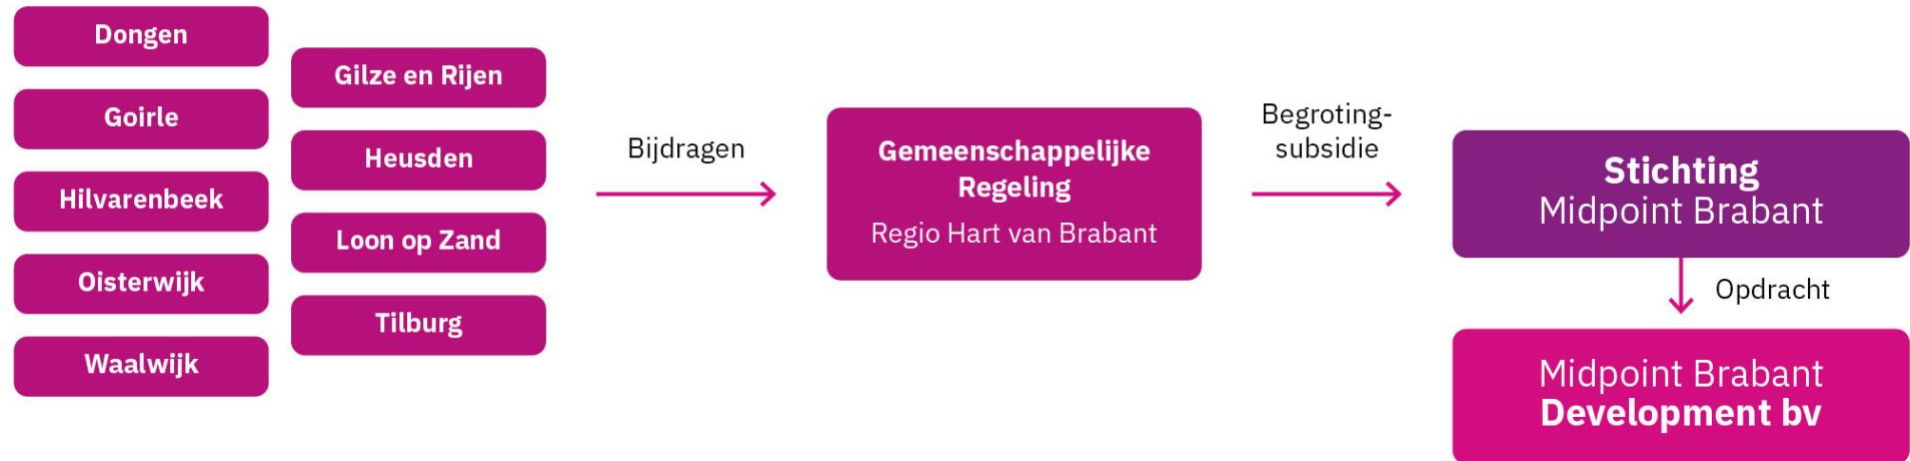 Dongen
Goirle
Hilvarenbeek
Oisterwijk
Waalwijk
Gilze en Rijen
Heusden
Loon op Zand
Tilburg
Bijdragen
Gemeenschappelijke
Regeling
Regio Hart van Brabant
Begroting-
subsidie
Stichting
Midpoint Brabant
Opdracht
Midpoint Brabant
Development bv